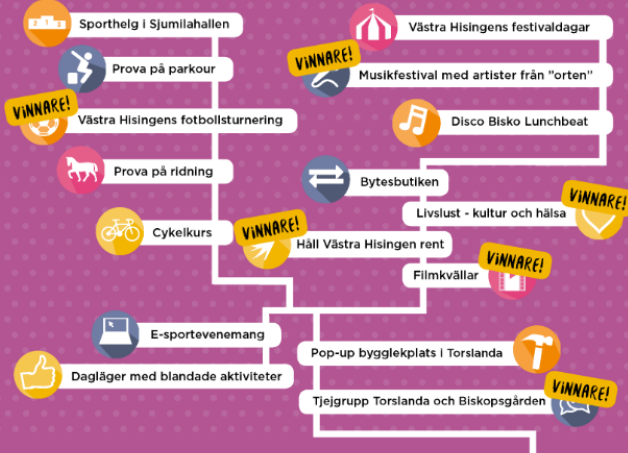 Sporthelg i Sjumilahallen
Prova på parkour
VINNARE!
Västra Hisingens fotbollsturnering
Prova på ridning
Cykelkurs
Västra Hisingens festivaldagar
VINNARE!
Musikfestival med artister från ”orten”
Disco Bisko Lunchbeat
Bytesbutiken
VINNARE!
Livslust - kultur och hälsa
VINNARE!
Håll Västra Hisingen rent
VINNARE!
Filmkvällar
E-sportevenemang
Dagläger med blandade aktiviteter
Pop-up bygglekplats i Torslanda
VINNARE!
Tjejgrupp Torslanda och Biskopsgården